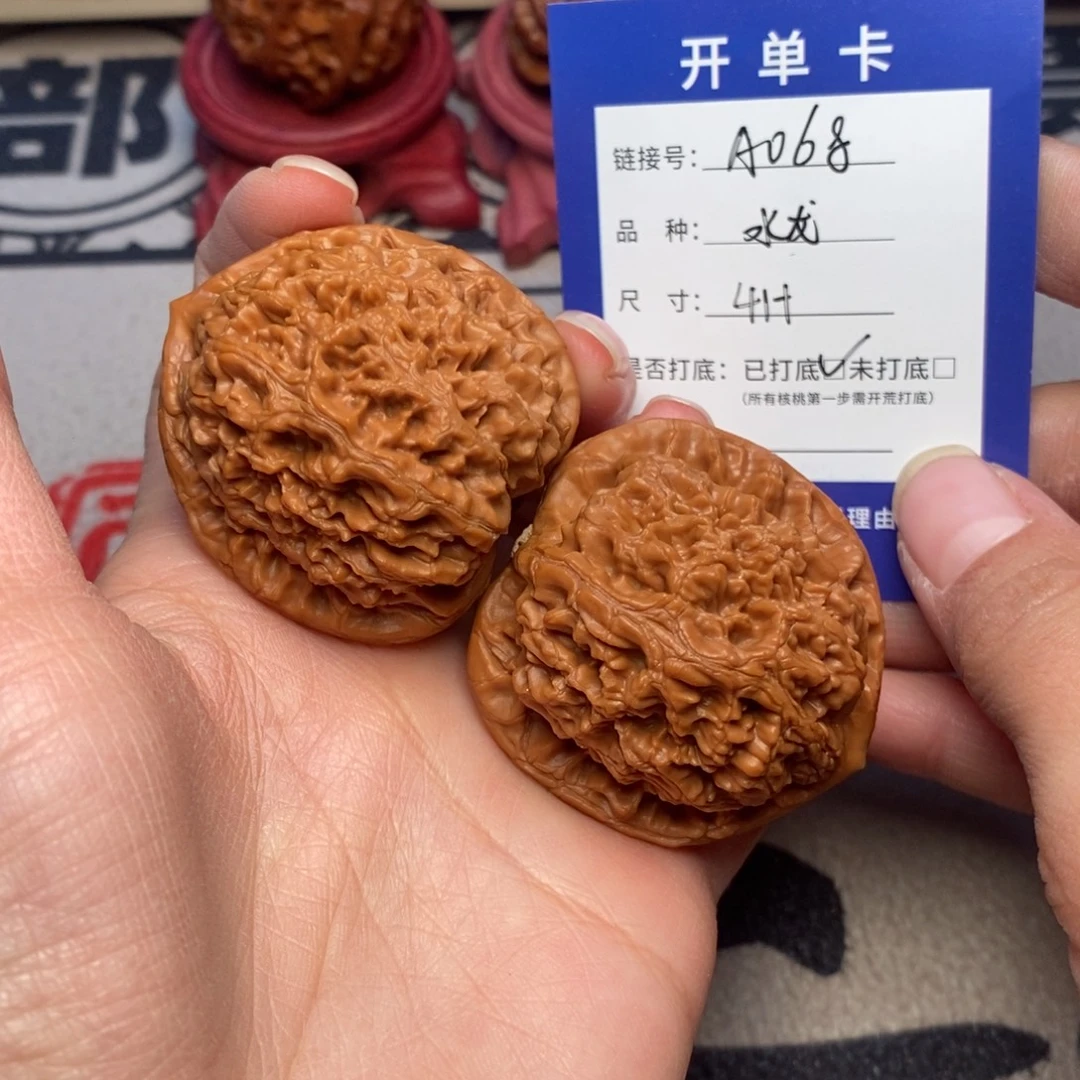 部
开单卡
链接号: A068
品 种: 水龙
尺 寸: 41+
是否打底: 已打底☑未打底☐
(所有核桃第一步需开荒打底)
理由